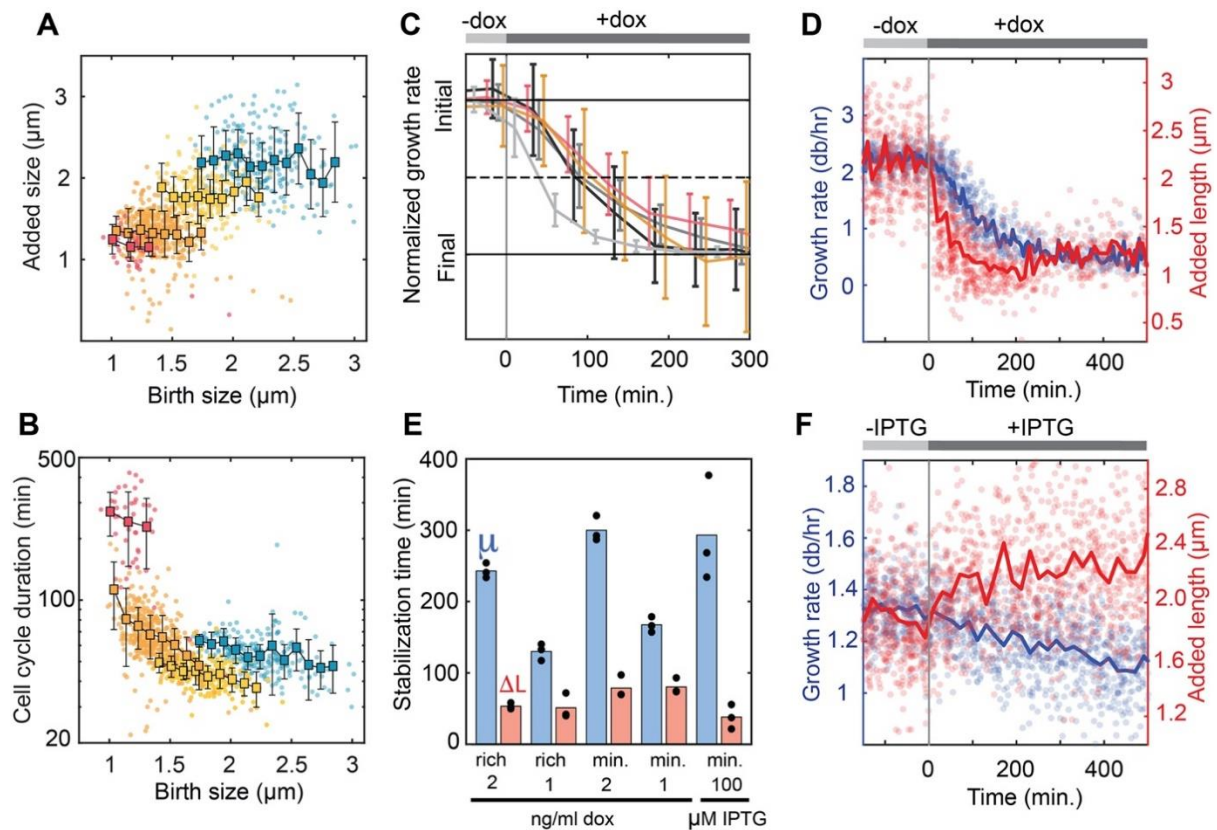 A
3
2
1
Added size (µm)
1
1.5
2
2.5
3
Birth size (µm)
B
500
100
20
Cell cycle duration (min)
1
1.5
2
2.5
3
Birth size (µm)
C
-dox
+dox
Normalized growth rate
Initial
Final
0
100
200
300
Time (min.)
D
-dox
+dox
Growth rate (db/hr)
3
2
1
0
Added length (µm)
3
2.5
2
1.5
1
0.5
0
200
400
Time (min.)
E
Stabilization time (min)
400
300
200
100
0
µ
ΔL
rich
rich
min.
min.
min.
2
1
2
1
100
ng/ml dox
µM IPTG
F
-IPTG
+IPTG
Growth rate (db/hr)
1.8
1.6
1.4
1.2
1
Added length (µm)
2.8
2.4
2.0
1.6
1.2
0
200
400
Time (min.)